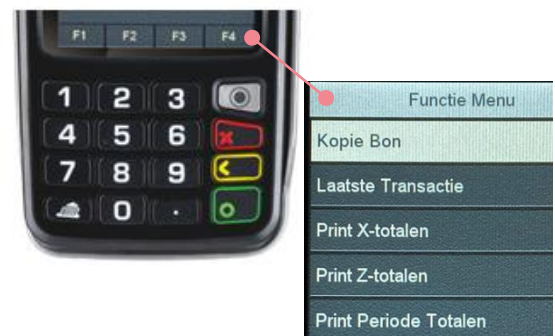 F1 F2 F3 F4
1 2 3
4 5 6
7 8 9
0 .
Functie Menu
Kopie Bon
Laatste Transactie
Print X-totalen
Print Z-totalen
Print Periode Totalen